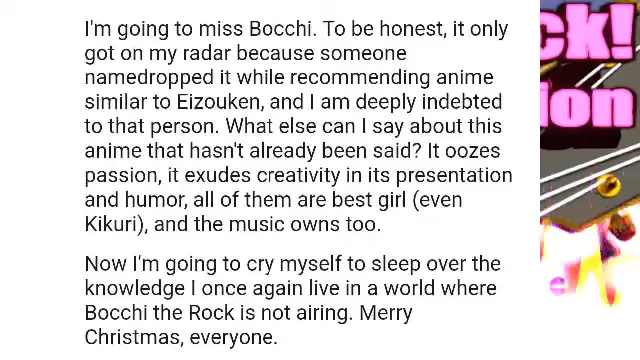 I'm going to miss Bocchi. To be honest, it only
got on my radar because someone
namedropped it while recommending anime
similar to Eizouken, and I am deeply indebted
to that person. What else can I say about this
anime that hasn't already been said? It oozes
passion, it exudes creativity in its presentation
and humor, all of them are best girl (even
Kikuri), and the music owns too.
Now I'm going to cry myself to sleep over the
knowledge I once again live in a world where
Bocchi the Rock is not airing. Merry
Christmas, everyone.
ck!
ion